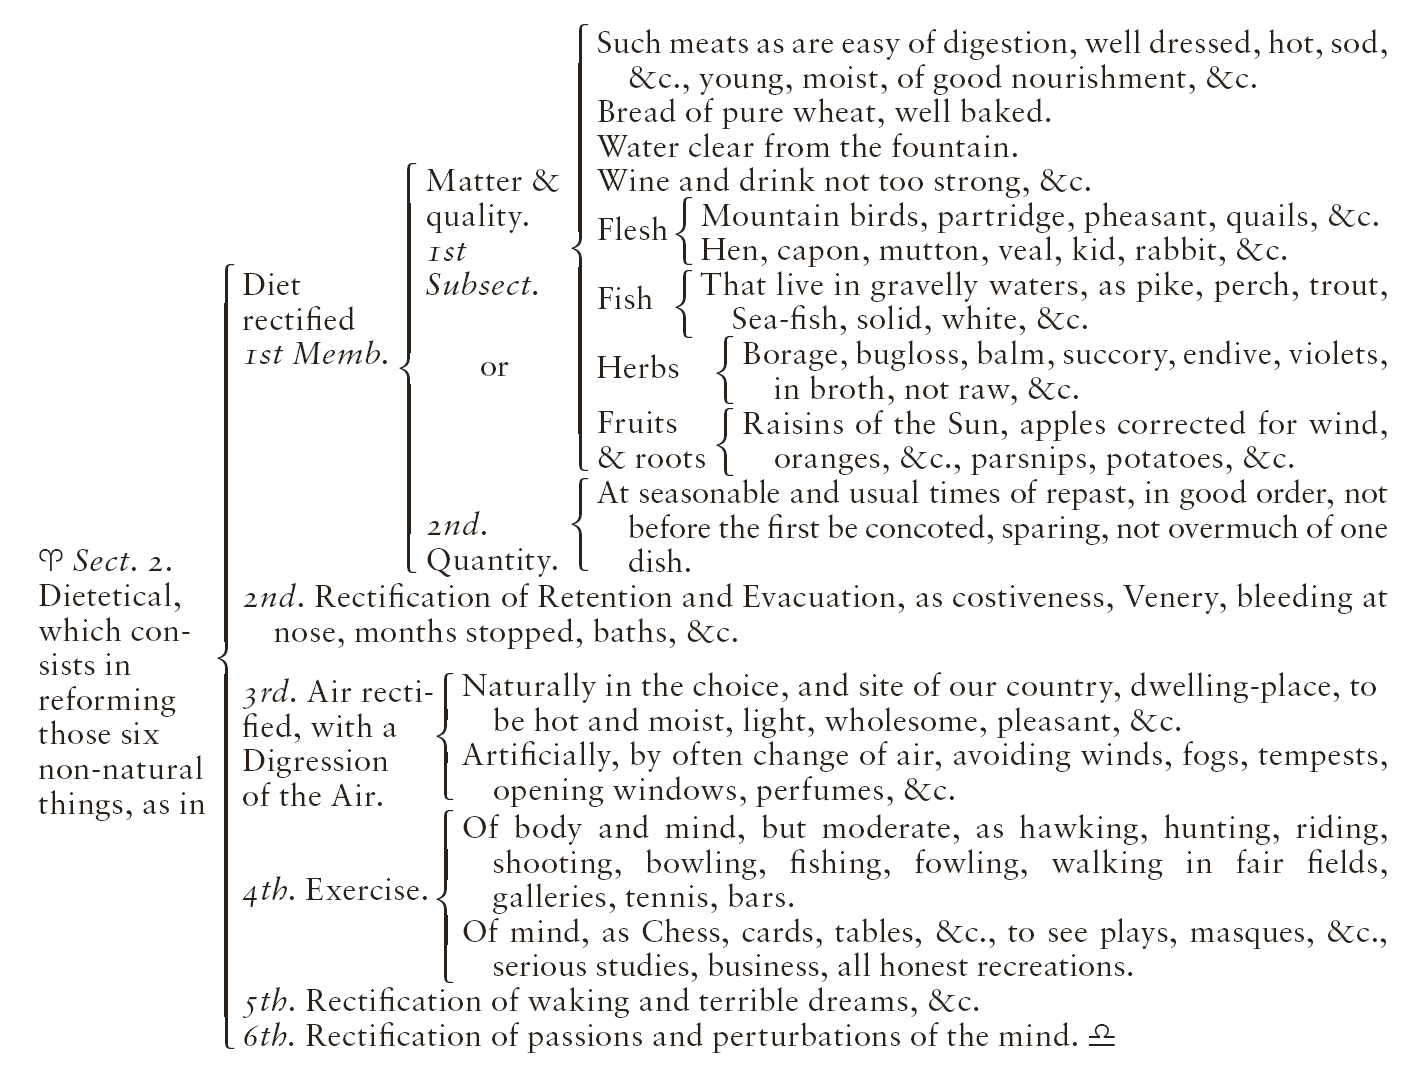 ♈ Sect. 2.
Dietetical,
which con-
sists in
reforming
those six
non-natural
things, as in
Diet
rectified
1st Memb.
Matter &
quality.
1st
Subsect.
or
Such meats as are easy of digestion, well dressed, hot, sod,
&c., young, moist, of good nourishment, &c.
Bread of pure wheat, well baked.
Water clear from the fountain.
Wine and drink not too strong, &c.
Flesh
Mountain birds, partridge, pheasant, quails, &c.
Hen, capon, mutton, veal, kid, rabbit, &c.
Fish
That live in gravelly waters, as pike, perch, trout,
Sea-fish, solid, white, &c.
Herbs
Borage, bugloss, balm, succory, endive, violets,
in broth, not raw, &c.
Fruits
& roots
Raisins of the Sun, apples corrected for wind,
oranges, &c., parsnips, potatoes, &c.
2nd.
Quantity.
At seasonable and usual times of repast, in good order, not
before the first be concoted, sparing, not overmuch of one
dish.
2nd. Rectification of Retention and Evacuation, as costiveness, Venery, bleeding at
nose, months stopped, baths, &c.
3rd. Air recti-
fied, with a
Digression
of the Air.
Naturally in the choice, and site of our country, dwelling-place, to
be hot and moist, light, wholesome, pleasant, &c.
Artificially, by often change of air, avoiding winds, fogs, tempests,
opening windows, perfumes, &c.
4th. Exercise.
Of body and mind, but moderate, as hawking, hunting, riding,
shooting, bowling, fishing, fowling, walking in fair fields,
galleries, tennis, bars.
Of mind, as Chess, cards, tables, &c., to see plays, masques, &c.,
serious studies, business, all honest recreations.
5th. Rectification of waking and terrible dreams, &c.
6th. Rectification of passions and perturbations of the mind. ♎